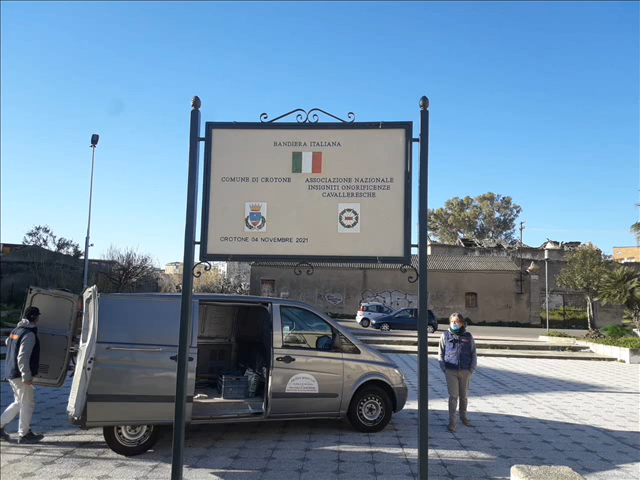 BANDIERA ITALIANA
COMUNE DI CROTONE
ASSOCIAZIONE NAZIONALE
INSIGNITI ONORIFICENZE
CAVALLERESCHE
CROTONE 04 NOVEMBRE 2021